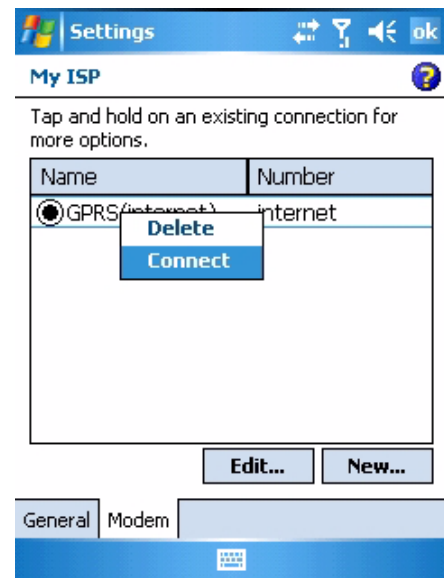 Settings ok
My ISP
Tap and hold on an existing connection for
more options.
Name Number
GPRS(internet) internet
Delete
Connect
Edit... New...
General Modem